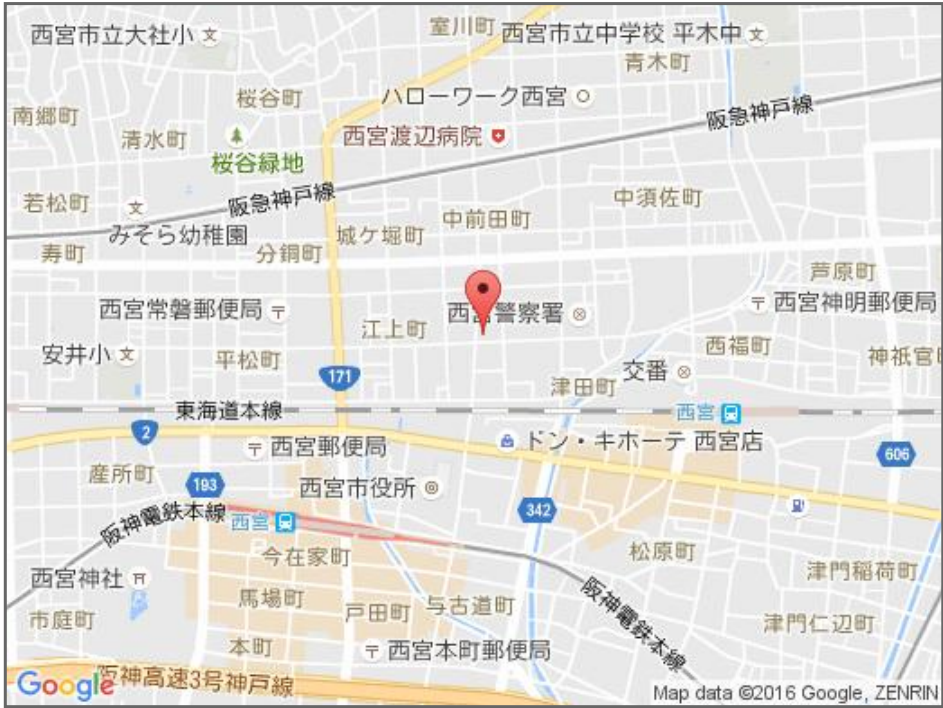 室川町
西宮市立大社小
西宮市立中学校 平木中
青木町
桜谷町
ハローワーク西宮
南郷町
阪急神戸線
清水町
西宮渡辺病院
桜谷緑地
若松町
阪急神戸線
中須佐町
中前田町
みそら幼稚園
城ケ堀町
寿町
分銅町
芦原町
西宮常磐郵便局
西宮警察署
西宮神明郵便局
江上町
安井小
平松町
西福町
神祇官
交番
171
津田町
東海道本線
西宮
2
西宮郵便局
ドン・キホーテ 西宮店
606
産所町
193
西宮市役所
342
阪神電鉄本線
西宮
今在家町
松原町
西宮神社
津門稲荷町
馬場町
戸田町
与古道町
阪神電鉄本線
市庭町
津門仁辺町
本町
西宮本町郵便局
阪神高速3号神戸線
Google
Map data ©2016 Google, ZENRIN